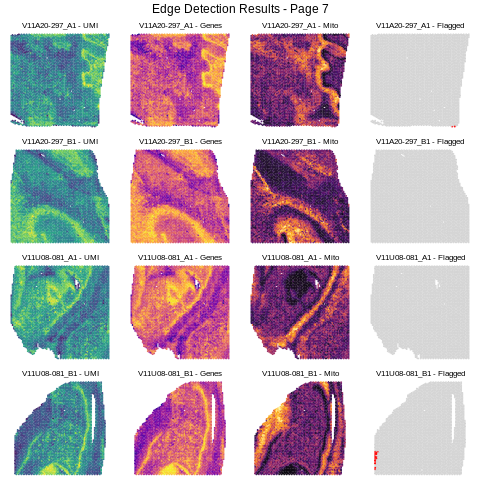 Edge Detection Results - Page 7
V11A20-297_A1 - UMI
V11A20-297_A1 - Genes
V11A20-297_A1 - Mito
V11A20-297_A1 - Flagged
V11A20-297_B1 - UMI
V11A20-297_B1 - Genes
V11A20-297_B1 - Mito
V11A20-297_B1 - Flagged
V11U08-081_A1 - UMI
V11U08-081_A1 - Genes
V11U08-081_A1 - Mito
V11U08-081_A1 - Flagged
V11U08-081_B1 - UMI
V11U08-081_B1 - Genes
V11U08-081_B1 - Mito
V11U08-081_B1 - Flagged